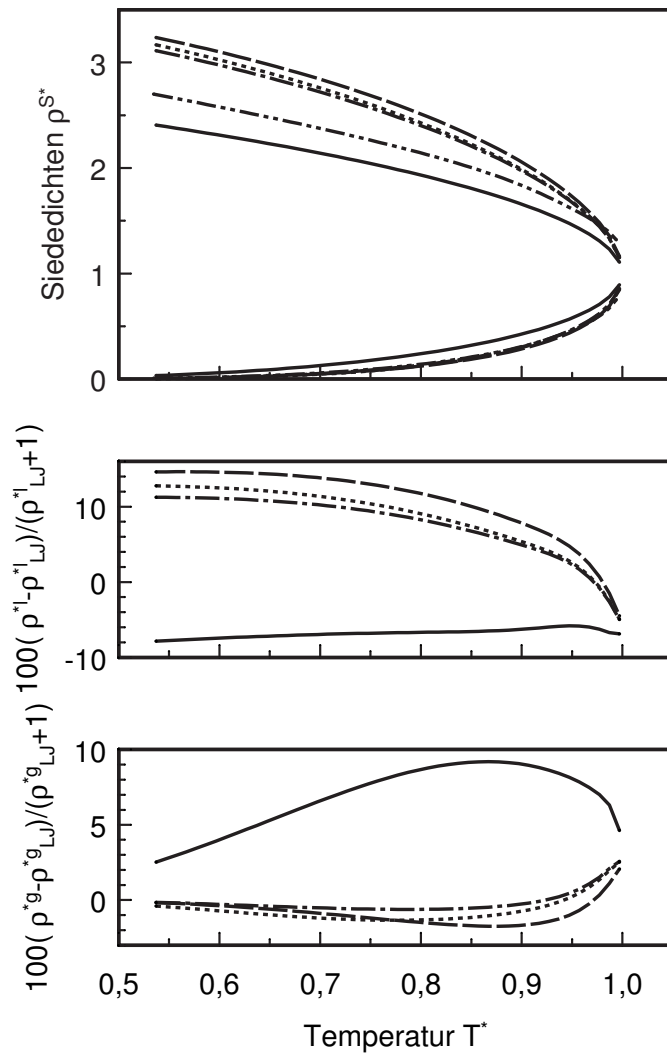 Siededichten ρS*
3
2
1
0
100(ρ*l-ρ*lLJ)/(ρ*lLJ+1)
10
0
-10
100(ρ*g-ρ*gLJ)/(ρ*gLJ+1)
10
5
0
0,5 0,6 0,7 0,8 0,9 1,0
Temperatur T*